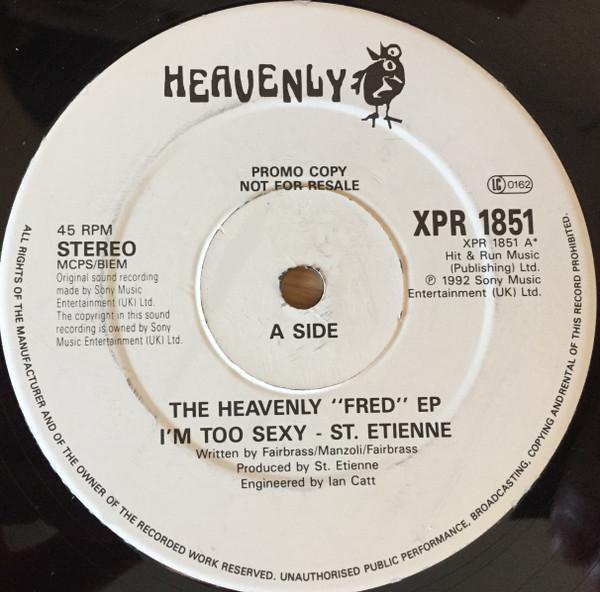 HEAVENLY
PROMO COPY
NOT FOR RESALE
LC 0162
45 RPM
STEREO
MCPS/BIEM
Original sound recording
made by Sony Music
Entertainment (UK) Ltd.
The copyright in this sound
recording is owned by Sony
Music Entertainment (UK) Ltd.
XPR 1851
XPR 1851 A*
Hit & Run Music
(Publishing) Ltd.
℗ 1992 Sony Music
Entertainment (UK) Ltd.
A SIDE
THE HEAVENLY "FRED" EP
I'M TOO SEXY - ST. ETIENNE
Written by Fairbrass/Manzoli/Fairbrass
Produced by St. Etienne
Engineered by Ian Catt
ALL RIGHTS OF THE MANUFACTURER AND OF THE OWNER OF THE RECORDED WORK RESERVED. UNAUTHORISED PUBLIC PERFORMANCE, BROADCASTING, COPYING AND RENTAL OF THIS RECORD PROHIBITED.